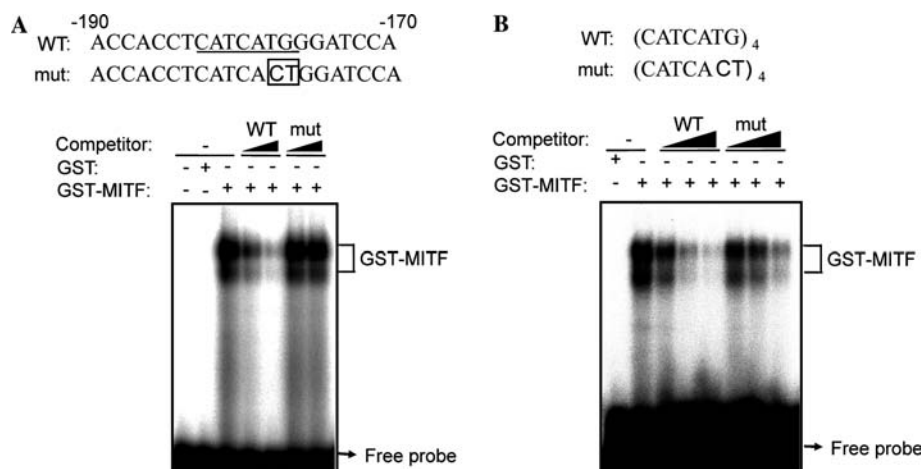 A
-190 -170
WT: ACCACCTCATCATGGGATCCA
mut: ACCACCTCATCACTGGATCCA
Competitor: - WT mut
GST: - + - - - - -
GST-MITF: - - + + + + +
GST-MITF
Free probe
B
WT: (CATCATG)4
mut: (CATCACT)4
Competitor: - WT mut
GST: + - - - - - - -
GST-MITF: - + + + + + + +
GST-MITF
Free probe